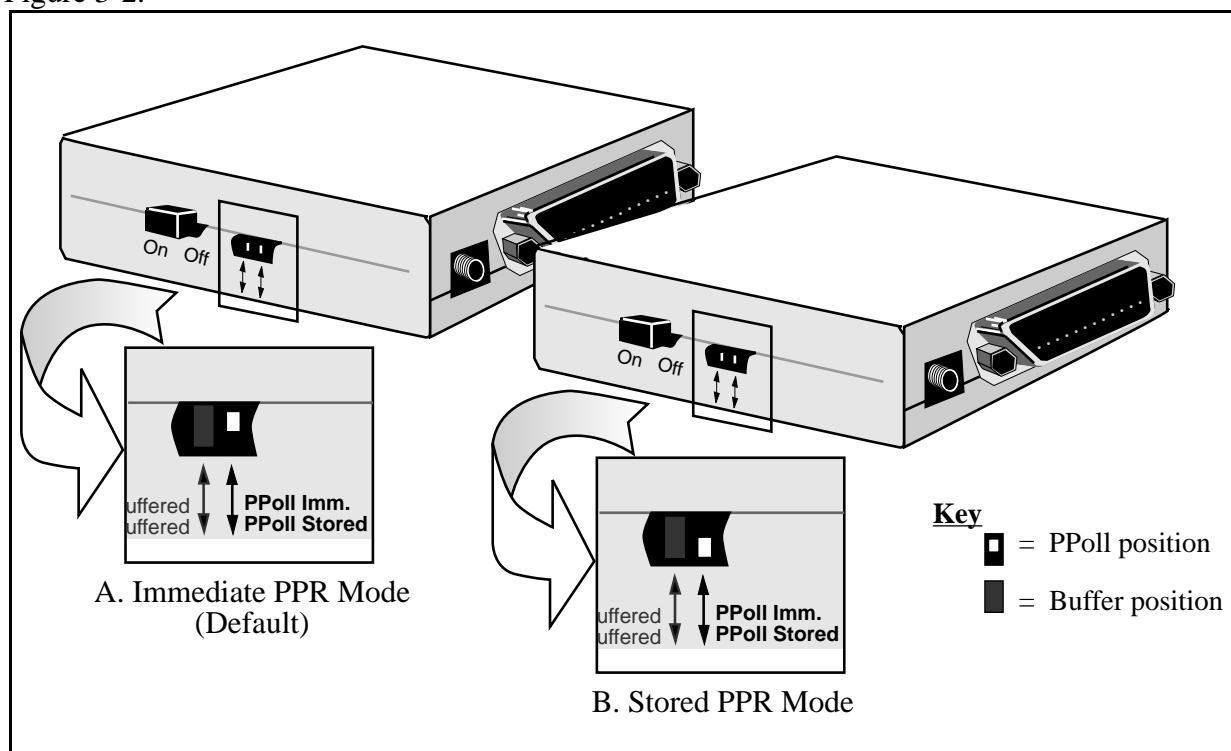 Figure 3-2.
On Off
On Off
uffered PPoll Imm.
uffered PPoll Stored
A. Immediate PPR Mode
(Default)
uffered PPoll Imm.
uffered PPoll Stored
B. Stored PPR Mode
Key
= PPoll position
= Buffer position